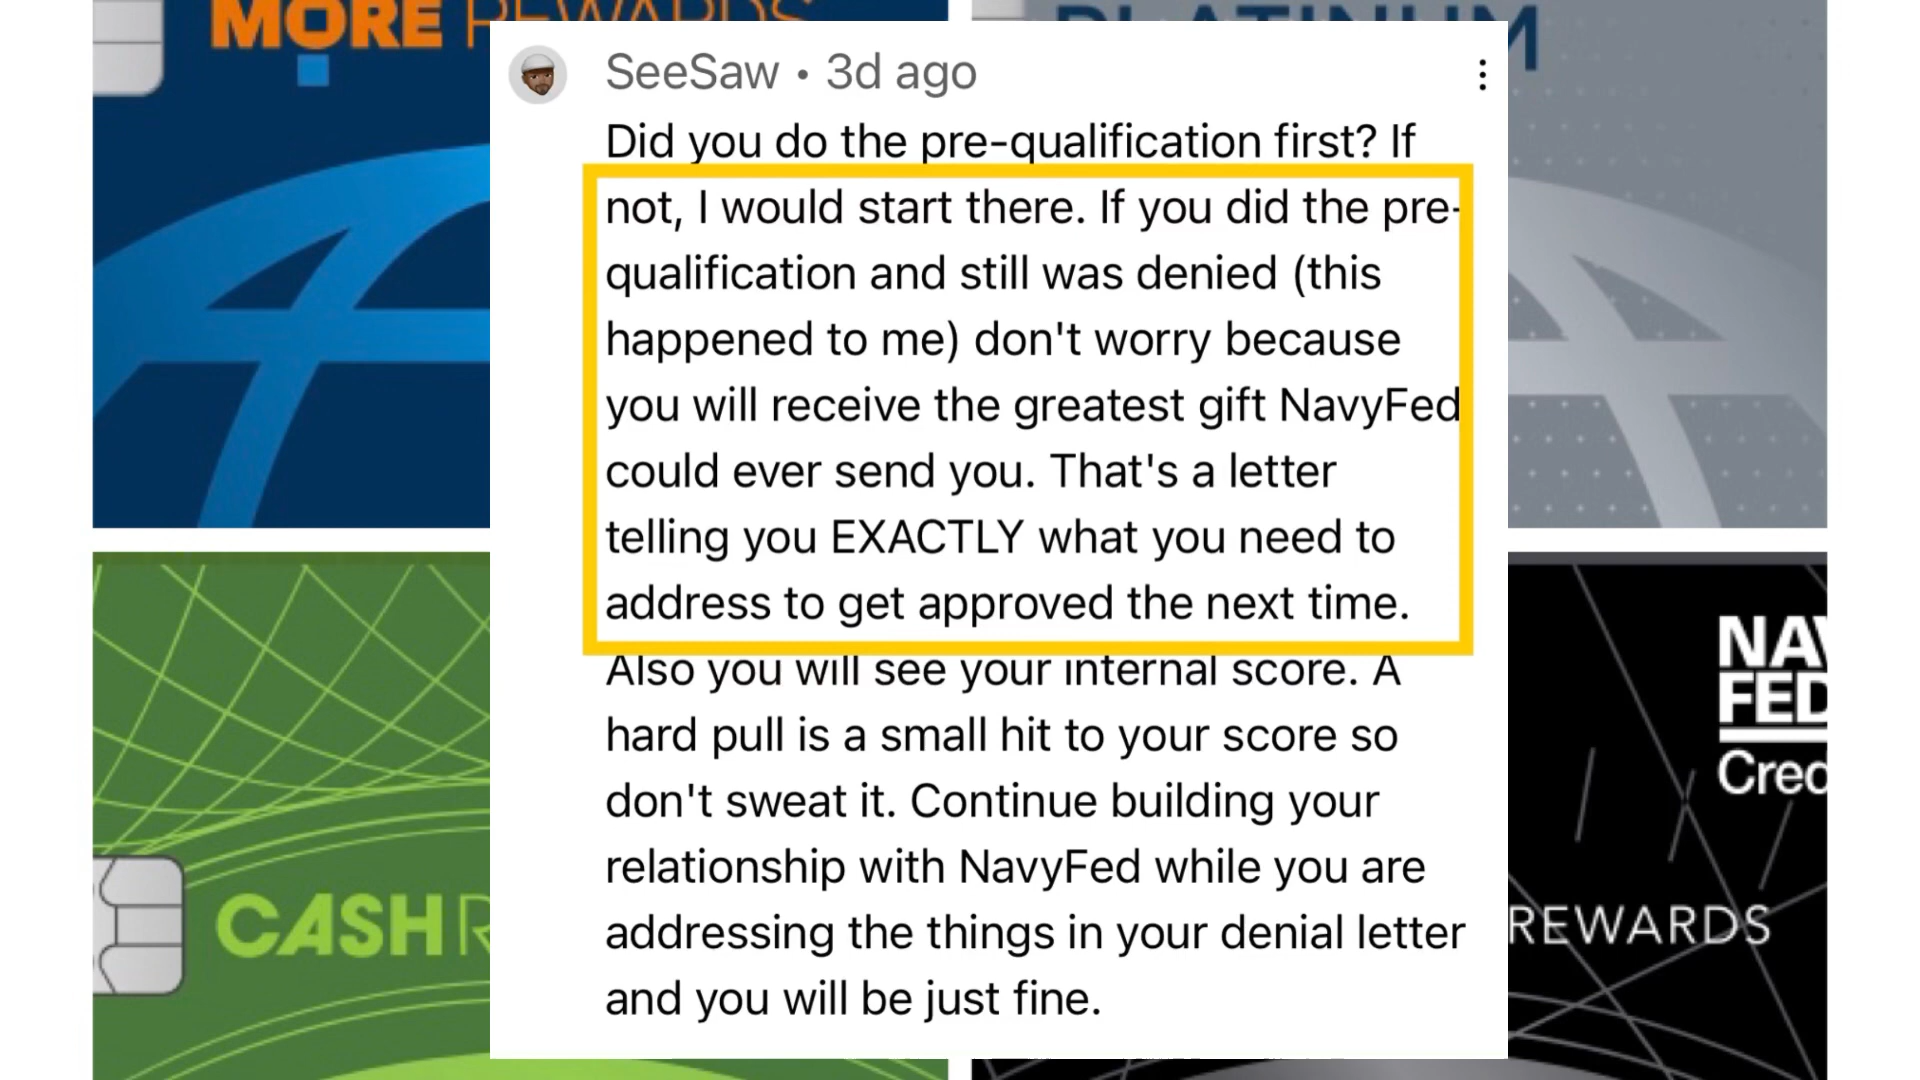 MORE REWARDS
PLATINUM
SeeSaw • 3d ago
Did you do the pre-qualification first? If
not, I would start there. If you did the pre-
qualification and still was denied (this
happened to me) don't worry because
you will receive the greatest gift NavyFed
could ever send you. That's a letter
telling you EXACTLY what you need to
address to get approved the next time.
Also you will see your internal score. A
hard pull is a small hit to your score so
don't sweat it. Continue building your
relationship with NavyFed while you are
addressing the things in your denial letter
and you will be just fine.
CASH R
NAV
FED
Cred
REWARDS